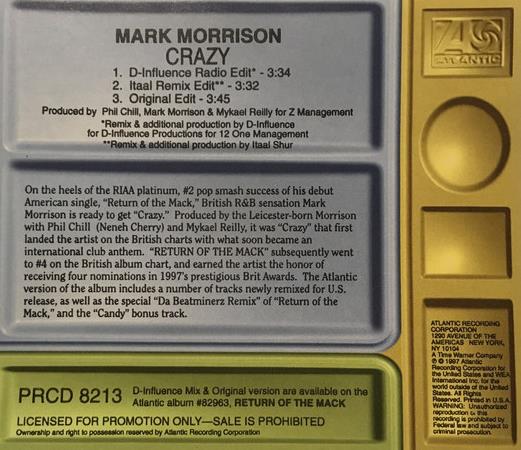 MARK MORRISON
CRAZY
1. D-Influence Radio Edit* - 3:34
2. Itaal Remix Edit** - 3:32
3. Original Edit - 3:45
Produced by Phil Chill, Mark Morrison & Mykael Reilly for Z Management
*Remix & additional production by D-Influence
for D-Influence Productions for 12 One Management
**Remix & additional production by Itaal Shur
On the heels of the RIAA platinum, #2 pop smash success of his debut
American single, "Return of the Mack," British R&B sensation Mark
Morrison is ready to get "Crazy." Produced by the Leicester-born Morrison
with Phil Chill (Neneh Cherry) and Mykael Reilly, it was "Crazy" that first
landed the artist on the British charts with what soon became an
international club anthem. "RETURN OF THE MACK" subsequently went
to #4 on the British album chart, and earned the artist the honor of
receiving four nominations in 1997's prestigious Brit Awards. The Atlantic
version of the album includes a number of tracks newly remixed for U.S.
release, as well as the special "Da Beatminerz Remix" of "Return of the
Mack," and the "Candy" bonus track.
PRCD 8213
D-Influence Mix & Original version are available on the
Atlantic album #82963, RETURN OF THE MACK
LICENSED FOR PROMOTION ONLY—SALE IS PROHIBITED
Ownership and right to possession reserved by Atlantic Recording Corporation
ATLANTIC
ATLANTIC RECORDING
CORPORATION
1290 AVENUE OF THE
AMERICAS NEW YORK,
NY 10104
A Time Warner Company
℗ © 1997 Atlantic
Recording Corporation for
the United States and WEA
International Inc. for the
world outside of the United
States. All Rights
Reserved. Printed in U.S.A.
WARNING: Unauthorized
reproduction of this
recording is prohibited by
Federal law and subject to
criminal prosecution.